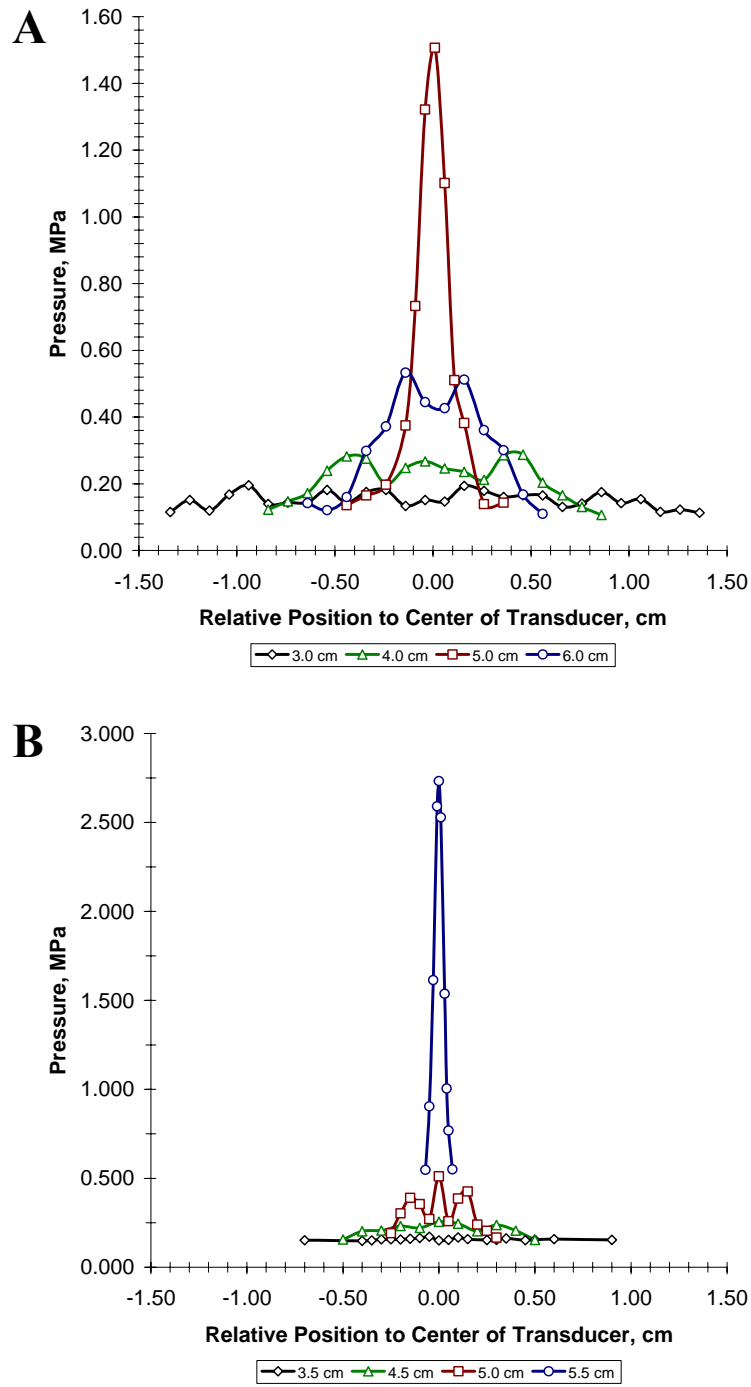 A
1.60
1.40
1.20
1.00
0.80
0.60
0.40
0.20
0.00
Pressure, MPa
-1.50 -1.00 -0.50 0.00 0.50 1.00 1.50
Relative Position to Center of Transducer, cm
3.0 cm 4.0 cm 5.0 cm 6.0 cm
B
3.000
2.500
2.000
1.500
1.000
0.500
0.000
Pressure, MPa
-1.50 -1.00 -0.50 0.00 0.50 1.00 1.50
Relative Position to Center of Transducer, cm
3.5 cm 4.5 cm 5.0 cm 5.5 cm